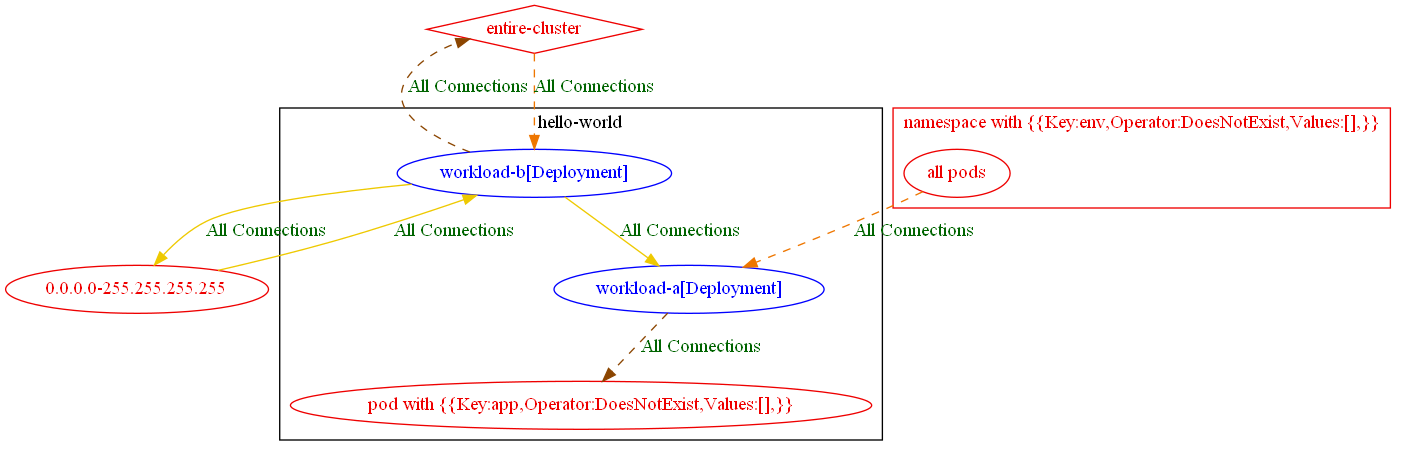 entire-cluster
All Connections
All Connections
hello-world
namespace with {{Key:env,Operator:DoesNotExist,Values:[],}}
workload-b[Deployment]
all pods
All Connections
All Connections
All Connections
All Connections
0.0.0.0-255.255.255.255
workload-a[Deployment]
All Connections
pod with {{Key:app,Operator:DoesNotExist,Values:[],}}